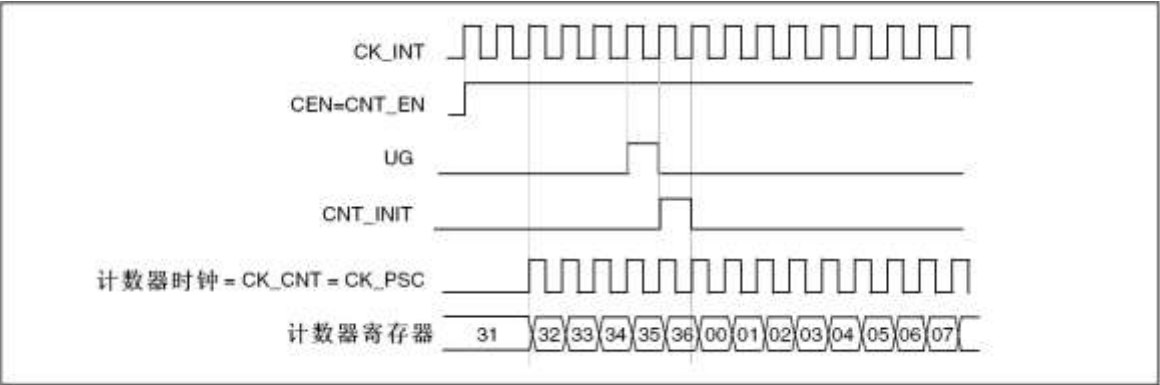 CK_INT
CEN=CNT_EN
UG
CNT_INIT
计数器时钟 = CK_CNT = CK_PSC
计数器寄存器 31 32 33 34 35 36 00 01 02 03 04 05 06 07